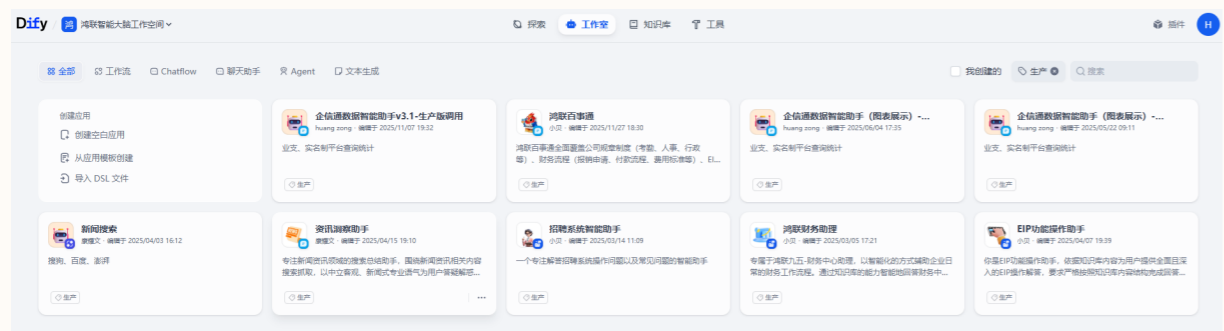 Dify / 鸿 鸿联智能大脑工作空间
探索 工作室 知识库 工具
插件 H
全部 工作流 Chatflow 聊天助手 Agent 文本生成
我创建的 生产 搜索
创建应用
创建空白应用
从应用模板创建
导入 DSL 文件
企信通数据智能助手v3.1-生产版调用
huang zong · 编辑于 2025/11/07 19:32
业支、实名制平台查询统计
生产
鸿联百事通
小贝 · 编辑于 2025/11/27 18:30
鸿联百事通全面覆盖公司规章制度（考勤、人事、行政
等）、财务流程（报销申请、付款流程、费用标准等）、EI...
生产
企信通数据智能助手（图表展示）-...
huang zong · 编辑于 2025/06/04 17:35
业支、实名制平台查询统计
生产
企信通数据智能助手（图表展示）-...
huang zong · 编辑于 2025/05/22 09:11
业支、实名制平台查询统计
生产
新闻搜索
编辑于 2025/04/03 16:12
搜狗、百度、澎湃
生产
资讯洞察助手
编辑于 2025/04/15 19:10
专注新闻资讯领域的搜索总结助手，围绕新闻资讯相关内容
搜索抓取，以中立客观、新闻式专业语气为用户答疑解惑...
生产 ...
招聘系统智能助手
小贝 · 编辑于 2025/03/14 11:09
一个专注解答招聘系统操作问题以及常见问题的智能助手
生产
鸿联财务助理
小贝 · 编辑于 2025/03/05 17:21
专属于鸿联九五-财务中心助理，以智能化的方式辅助企业日
常的财务工作流程。通过知识库的能力智能地回答财务中...
生产
EIP功能操作助手
小贝 · 编辑于 2025/04/07 19:39
你是EIP功能操作助手，依据知识库内容为用户提供全面且深
入的EIP操作解答，要求严格按照知识库内容结构完成回答...
生产